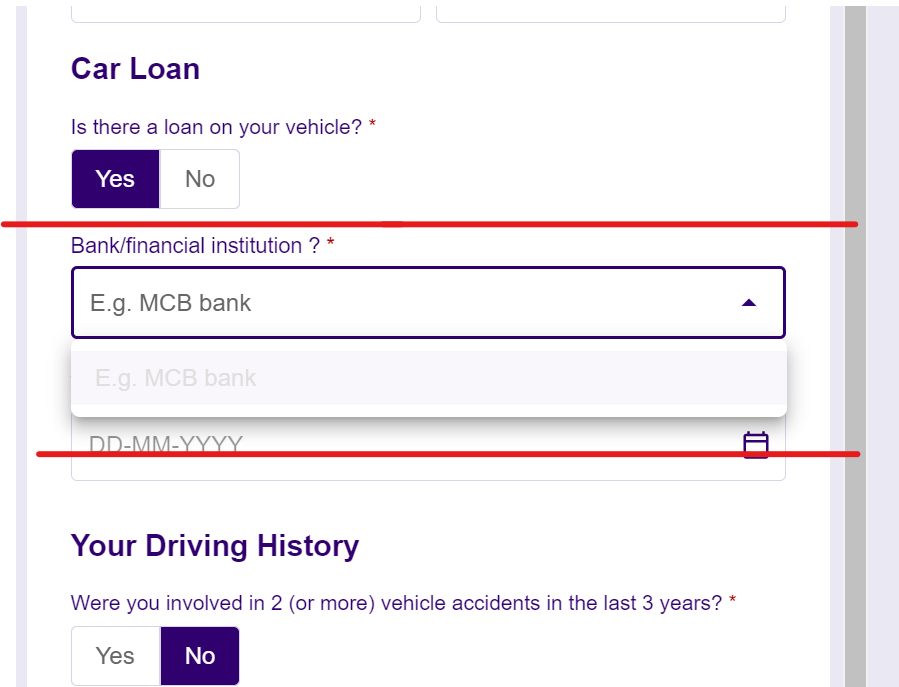 Car Loan
Is there a loan on your vehicle? *
Yes No
Bank/financial institution ? *
E.g. MCB bank
E.g. MCB bank
DD-MM-YYYY
Your Driving History
Were you involved in 2 (or more) vehicle accidents in the last 3 years? *
Yes No